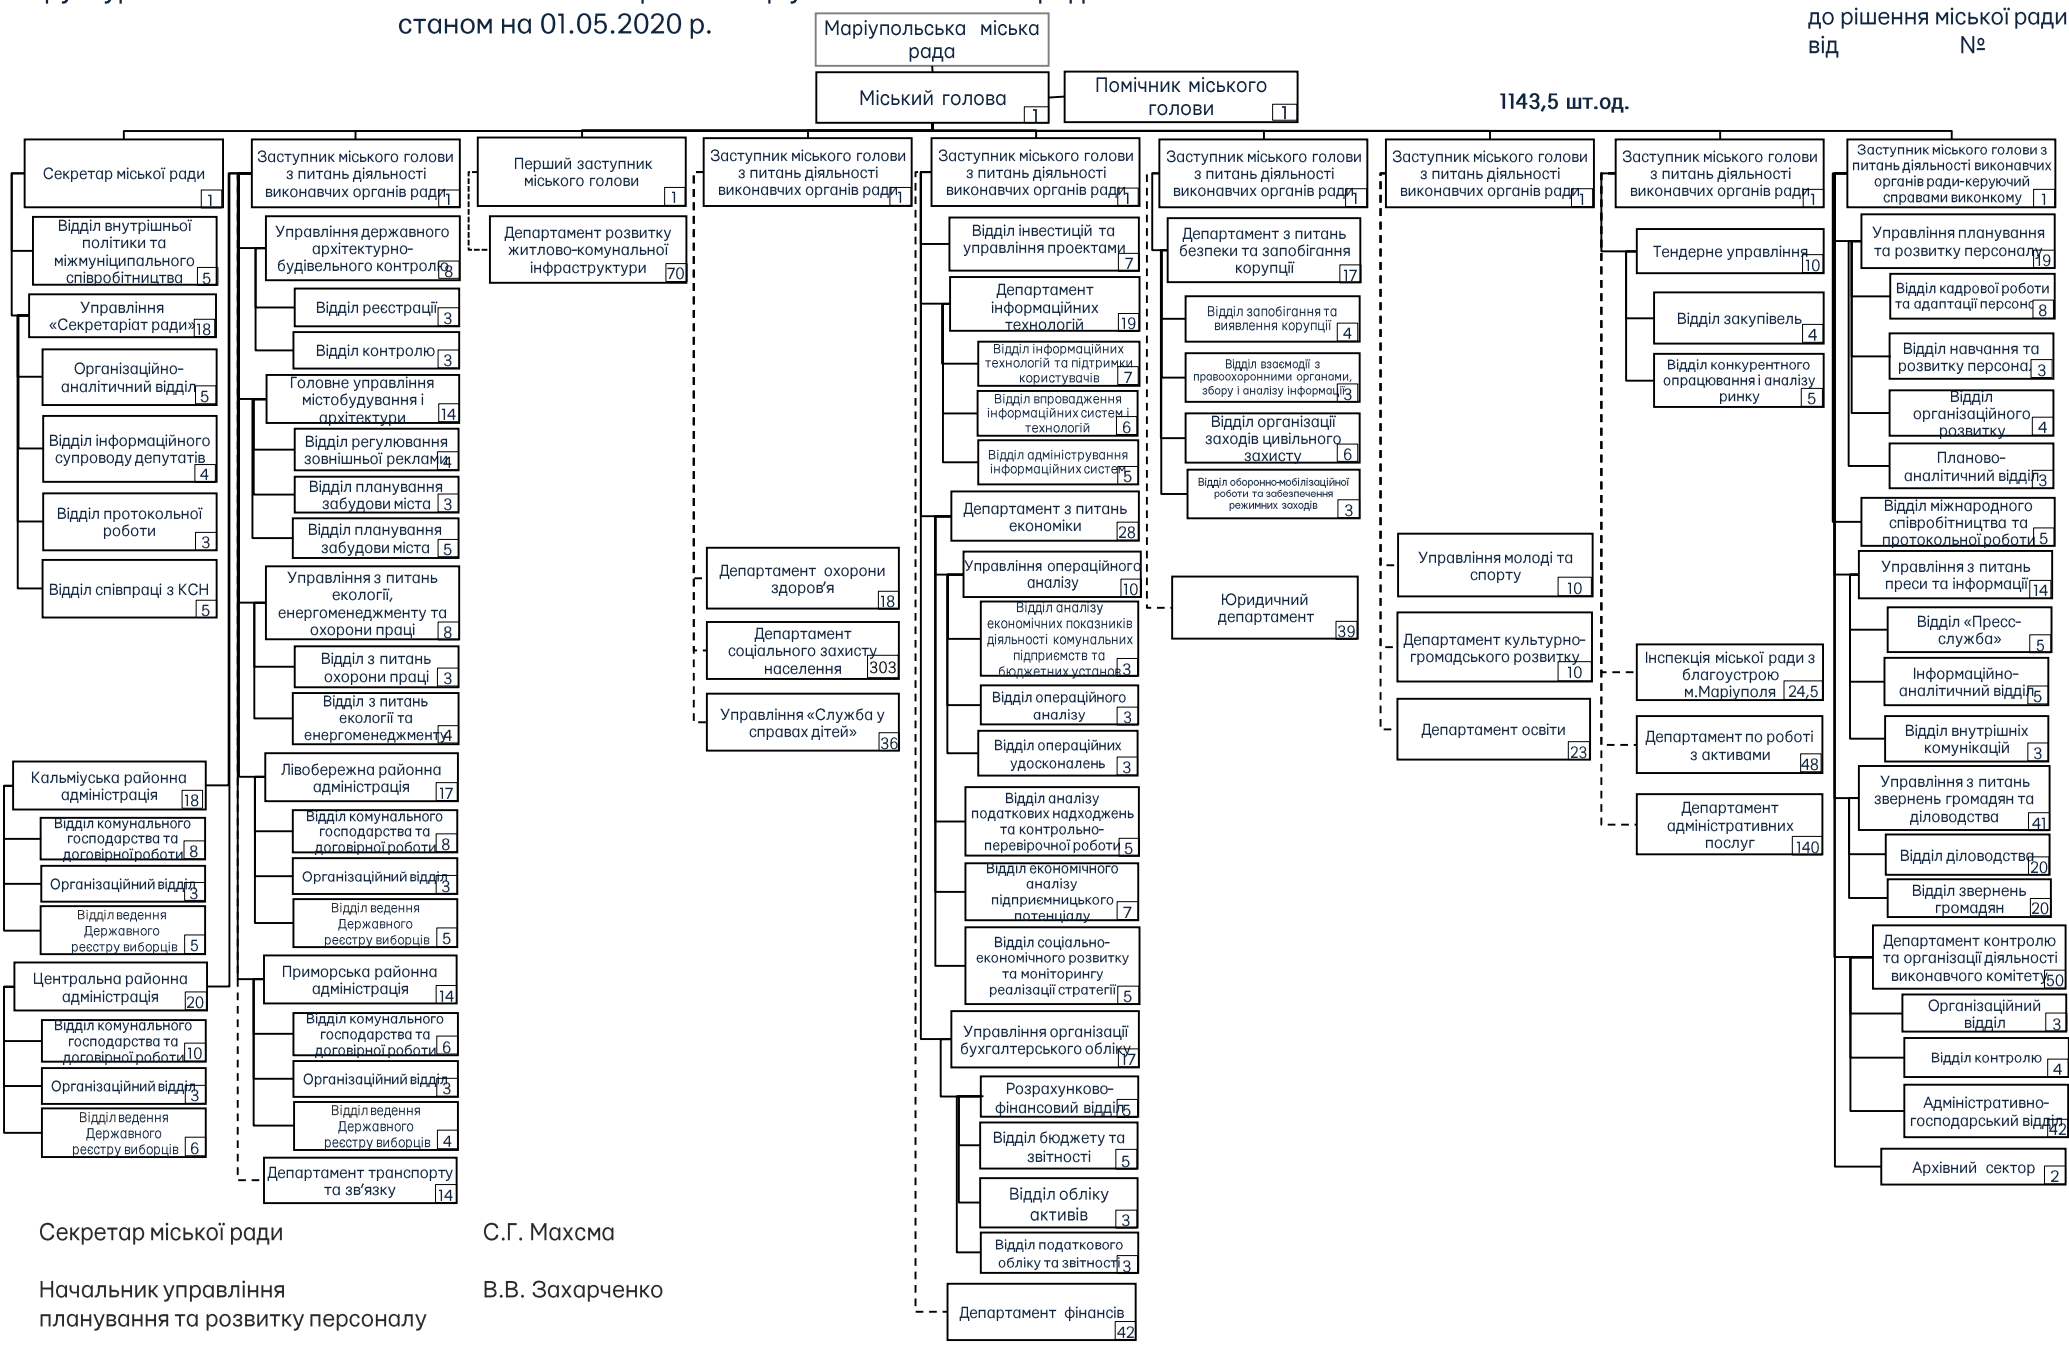 станом на 01.05.2020 р.
до рішення міської ради
від №
Маріупольська міська
рада
Міський голова
1
Помічник міського
голови
1
1143,5 шт.од.
Секретар міської ради
1
Відділ внутрішньої
політики та
міжмуніципального
співробітництва
5
Управління
«Секретаріат ради»
18
Організаційно-
аналітичний відділ
5
Відділ інформаційного
супроводу депутатів
4
Відділ протокольної
роботи
3
Відділ співпраці з КСН
5
Кальміуська районна
адміністрація
18
Відділ комунального
господарства та
договірної роботи
8
Організаційний відділ
3
Відділ ведення
Державного
реєстру виборців
5
Центральна районна
адміністрація
20
Відділ комунального
господарства та
договірної роботи
10
Організаційний відділ
3
Відділ ведення
Державного
реєстру виборців
6
Заступник міського голови
з питань діяльності
виконавчих органів ради
1
Управління державного
архітектурно-
будівельного контролю
8
Відділ реєстрації
3
Відділ контролю
3
Головне управління
містобудування і
архітектури
14
Відділ регулювання
зовнішньої реклами
4
Відділ планування
забудови міста
3
Відділ планування
забудови міста
5
Управління з питань
екології,
енергоменеджменту та
охорони праці
8
Відділ з питань
охорони праці
3
Відділ з питань
екології та
енергоменеджменту
4
Лівобережна районна
адміністрація
17
Відділ комунального
господарства та
договірної роботи
8
Організаційний відділ
3
Відділ ведення
Державного
реєстру виборців
5
Приморська районна
адміністрація
14
Відділ комунального
господарства та
договірної роботи
6
Організаційний відділ
3
Відділ ведення
Державного
реєстру виборців
4
Департамент транспорту
та зв’язку
14
Перший заступник
міського голови
1
Департамент розвитку
житлово-комунальної
інфраструктури
70
Заступник міського голови
з питань діяльності
виконавчих органів ради
1
Департамент охорони
здоров’я
18
Департамент
соціального захисту
населення
303
Управління «Служба у
справах дітей»
36
Заступник міського голови
з питань діяльності
виконавчих органів ради
1
Відділ інвестицій та
управління проектами
7
Департамент
інформаційних
технологій
19
Відділ інформаційних
технологій та підтримки
користувачів
7
Відділ впровадження
інформаційних систем і
технологій
6
Відділ адміністрування
інформаційних систем
5
Департамент з питань
економіки
28
Управління операційного
аналізу
10
Відділ аналізу
економічних показників
діяльності комунальних
підприємств та
бюджетних установ
3
Відділ операційного
аналізу
3
Відділ операційних
удосконалень
3
Відділ аналізу
податкових надходжень
та контрольно-
перевірочної роботи
5
Відділ економічного
аналізу
підприємницького
потенціалу
7
Відділ соціально-
економічного розвитку
та моніторингу
реалізації стратегії
5
Управління організації
бухгалтерського обліку
17
Розрахунково-
фінансовий відділ
5
Відділ бюджету та
звітності
5
Відділ обліку
активів
3
Відділ податкового
обліку та звітності
3
Департамент фінансів
42
Заступник міського голови
з питань діяльності
виконавчих органів ради
1
Департамент з питань
безпеки та запобігання
корупції
17
Відділ запобігання та
виявлення корупції
4
Відділ взаємодії з
правоохоронними органами,
збору і аналізу інформації
3
Відділ організації
заходів цивільного
захисту
6
Відділ оборонно-мобілізаційної
роботи та забезпечення
режимних заходів
3
Юридичний
департамент
39
Заступник міського голови
з питань діяльності
виконавчих органів ради
1
Управління молоді та
спорту
10
Департамент культурно-
громадського розвитку
10
Департамент освіти
23
Заступник міського голови
з питань діяльності
виконавчих органів ради
1
Тендерне управління
10
Відділ закупівель
4
Відділ конкурентного
опрацювання і аналізу
ринку
5
Інспекція міської ради з
благоустрою
м.Маріуполя
24,5
Департамент по роботі
з активами
48
Департамент
адміністративних
послуг
140
Заступник міського голови з
питань діяльності виконавчих
органів ради-керуючий
справами виконкому
1
Управління планування
та розвитку персоналу
19
Відділ кадрової роботи
та адаптації персона
8
Відділ навчання та
розвитку персонал
3
Відділ
організаційного
розвитку
4
Планово-
аналітичний відділ
3
Відділ міжнародного
співробітництва та
протокольної роботи
5
Управління з питань
преси та інформації
14
Відділ «Пресс-
служба»
5
Інформаційно-
аналітичний відділ
5
Відділ внутрішніх
комунікацій
3
Управління з питань
звернень громадян та
діловодства
41
Відділ діловодства
20
Відділ звернень
громадян
20
Департамент контролю
та організації діяльності
виконавчого комітету
50
Організаційний
відділ
3
Відділ контролю
4
Адміністративно-
господарський відділ
42
Архівний сектор
2
Секретар міської ради С.Г. Махсма
Начальник управління В.В. Захарченко
планування та розвитку персоналу